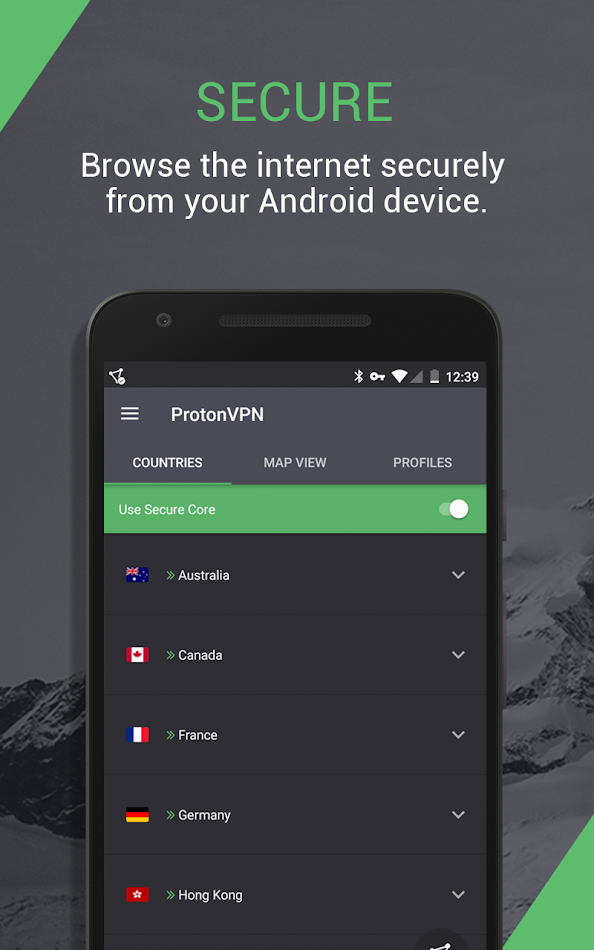 SECURE
Browse the internet securely
from your Android device.
12:39
ProtonVPN
COUNTRIES
MAP VIEW
PROFILES
Use Secure Core
Australia
Canada
France
Germany
Hong Kong